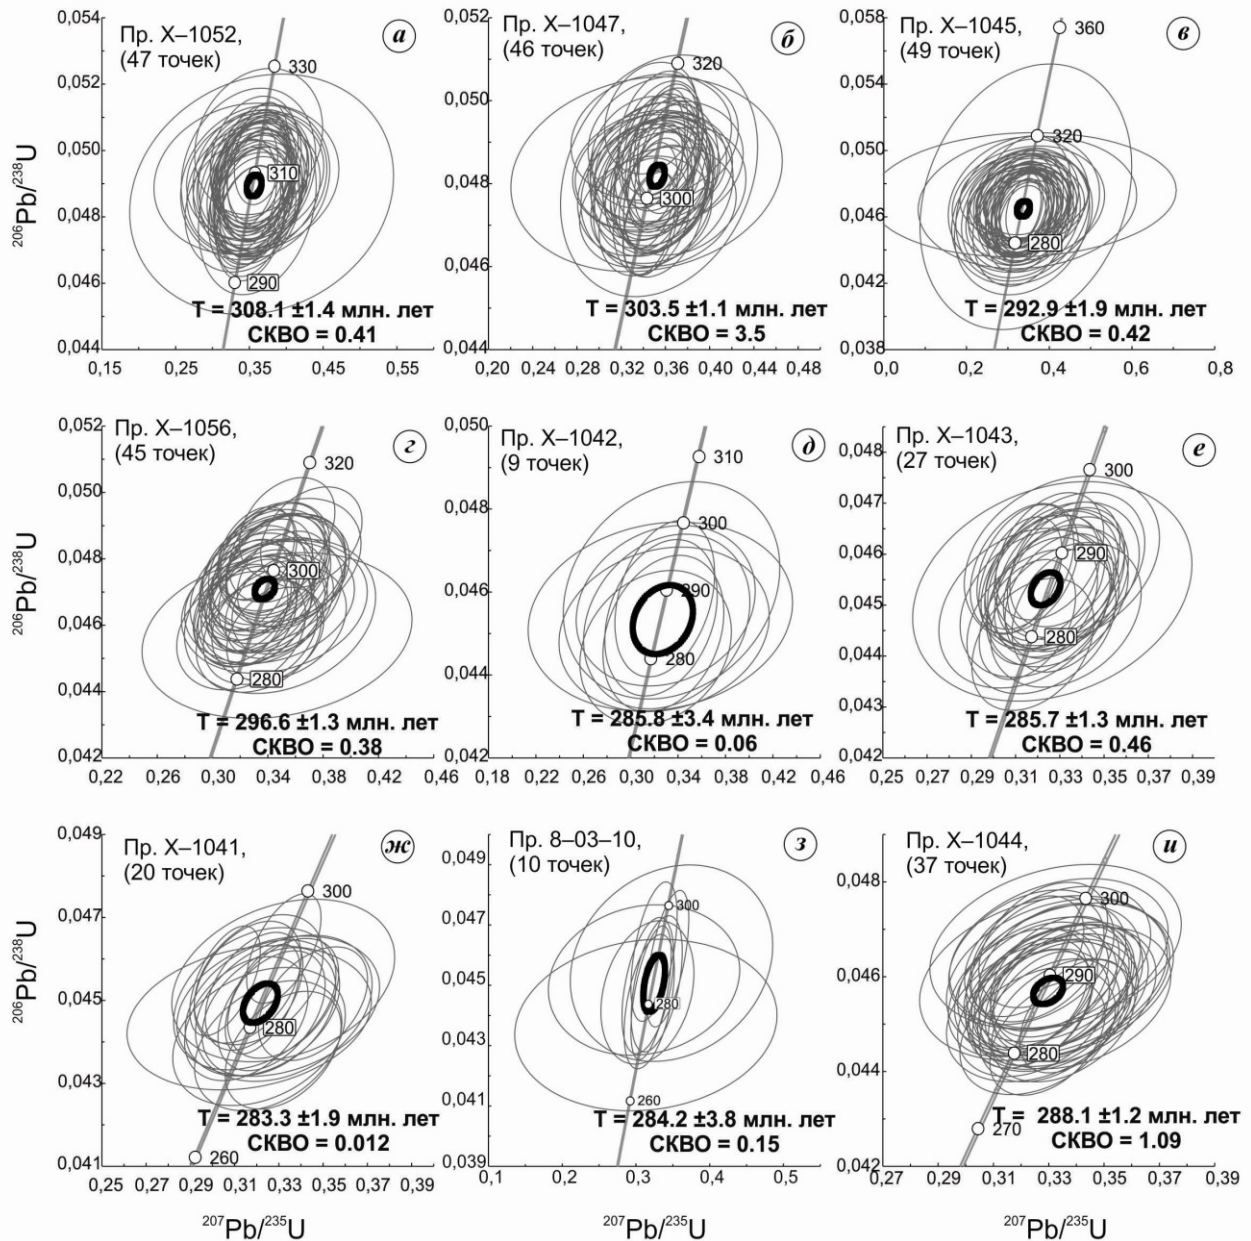 0,054
0,052
0,050
0,048
0,046
0,044
Пр. X–1052,
(47 точек)
а
330
310
290
T = 308.1 ±1.4 млн. лет
СКВО = 0.41
0,15 0,25 0,35 0,45 0,55
²⁰⁶Pb/²³⁸U
0,052
0,050
0,048
0,046
0,044
Пр. X–1047,
(46 точек)
б
320
300
T = 303.5 ±1.1 млн. лет
СКВО = 3.5
0,20 0,24 0,28 0,32 0,36 0,40 0,44 0,48
0,058
0,054
0,050
0,046
0,042
0,038
Пр. X–1045,
(49 точек)
в
360
320
280
T = 292.9 ±1.9 млн. лет
СКВО = 0.42
0,0 0,2 0,4 0,6 0,8
0,052
0,050
0,048
0,046
0,044
0,042
Пр. X–1056,
(45 точек)
г
320
300
280
T = 296.6 ±1.3 млн. лет
СКВО = 0.38
0,22 0,26 0,30 0,34 0,38 0,42 0,46
²⁰⁶Pb/²³⁸U
0,050
0,048
0,046
0,044
0,042
Пр. X–1042,
(9 точек)
д
310
300
290
280
T = 285.8 ±3.4 млн. лет
СКВО = 0.06
0,18 0,22 0,26 0,30 0,34 0,38 0,42 0,46
0,048
0,047
0,046
0,045
0,044
0,043
0,042
Пр. X–1043,
(27 точек)
е
300
290
280
T = 285.7 ±1.3 млн. лет
СКВО = 0.46
0,25 0,27 0,29 0,31 0,33 0,35 0,37 0,39
0,049
0,047
0,045
0,043
0,041
Пр. X–1041,
(20 точек)
ж
300
280
260
T = 283.3 ±1.9 млн. лет
СКВО = 0.012
0,25 0,27 0,29 0,31 0,33 0,35 0,37 0,39
²⁰⁶Pb/²³⁸U
²⁰⁷Pb/²³⁵U
0,049
0,047
0,045
0,043
0,041
0,039
Пр. 8–03–10,
(10 точек)
з
300
280
260
T = 284.2 ±3.8 млн. лет
СКВО = 0.15
0,1 0,2 0,3 0,4 0,5
0,048
0,046
0,044
0,042
Пр. X–1044,
(37 точек)
и
300
290
280
270
T = 288.1 ±1.2 млн. лет
СКВО = 1.09
0,27 0,29 0,31 0,33 0,35 0,37 0,39
²⁰⁷Pb/²³⁵U